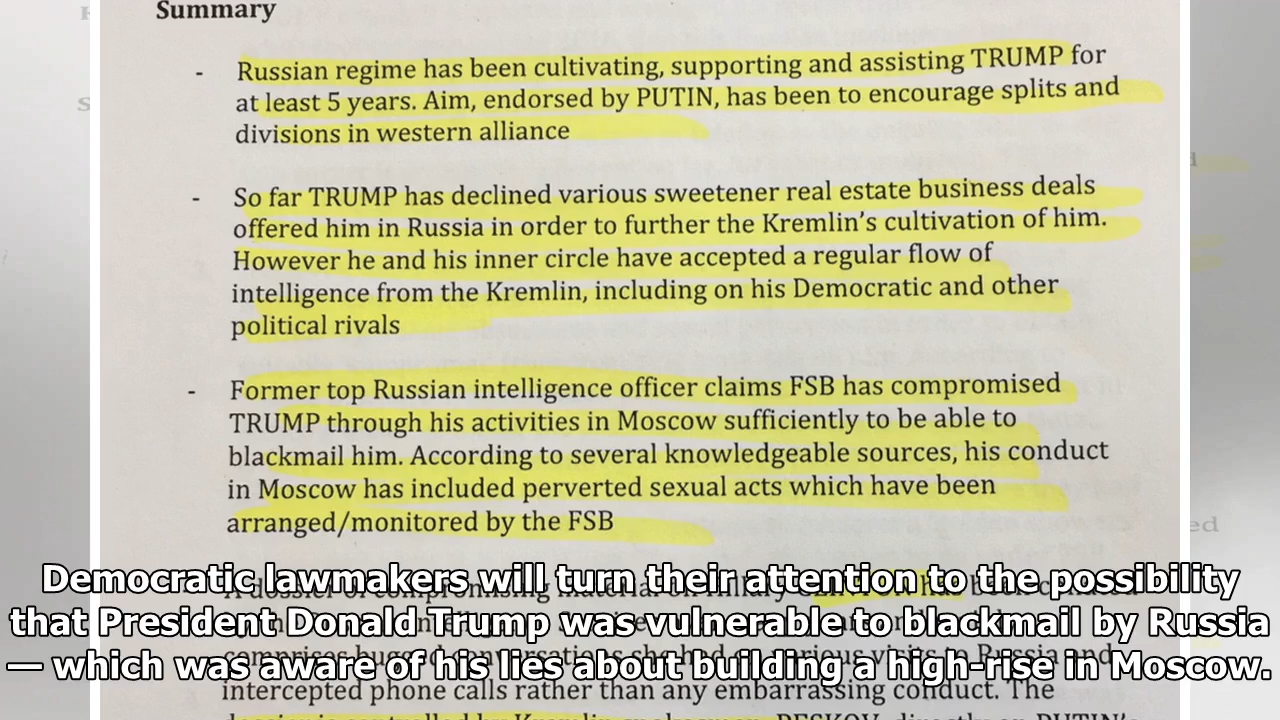 Summary
- Russian regime has been cultivating, supporting and assisting TRUMP for
at least 5 years. Aim, endorsed by PUTIN, has been to encourage splits and
divisions in western alliance
- So far TRUMP has declined various sweetener real estate business deals
offered him in Russia in order to further the Kremlin's cultivation of him.
However he and his inner circle have accepted a regular flow of
intelligence from the Kremlin, including on his Democratic and other
political rivals
- Former top Russian intelligence officer claims FSB has compromised
TRUMP through his activities in Moscow sufficiently to be able to
blackmail him. According to several knowledgeable sources, his conduct
in Moscow has included perverted sexual acts which have been
arranged/monitored by the FSB
Democratic lawmakers will turn their attention to the possibility
that President Donald Trump was vulnerable to blackmail by Russia
— which was aware of his lies about building a high-rise in Moscow.
intercepted phone calls rather than any embarrassing conduct. The